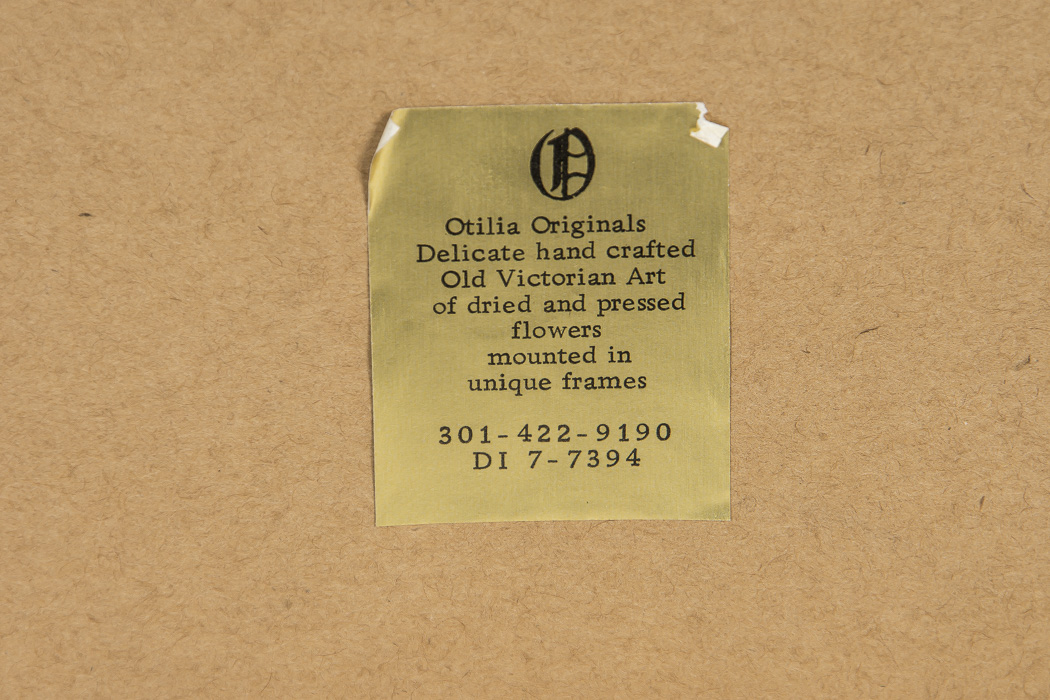 O
Otilia Originals
Delicate hand crafted
Old Victorian Art
of dried and pressed
flowers
mounted in
unique frames
301-422-9190
DI 7-7394